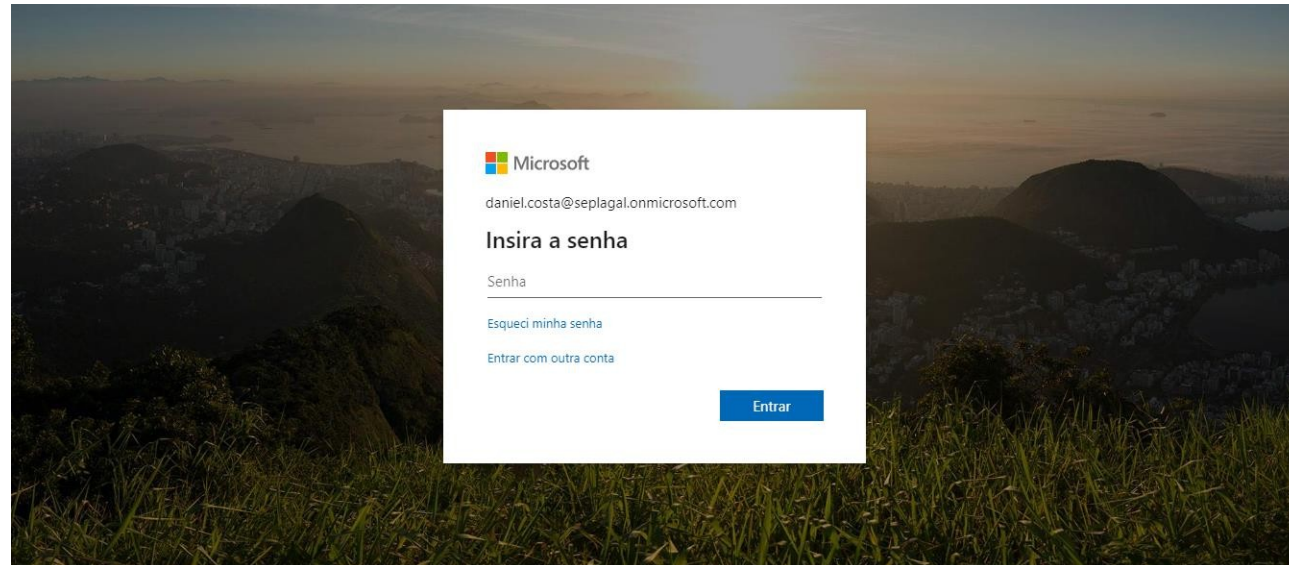 Microsoft
daniel.costa@seplagal.onmicrosoft.com
Insira a senha
Senha
Esqueci minha senha
Entrar com outra conta
Entrar